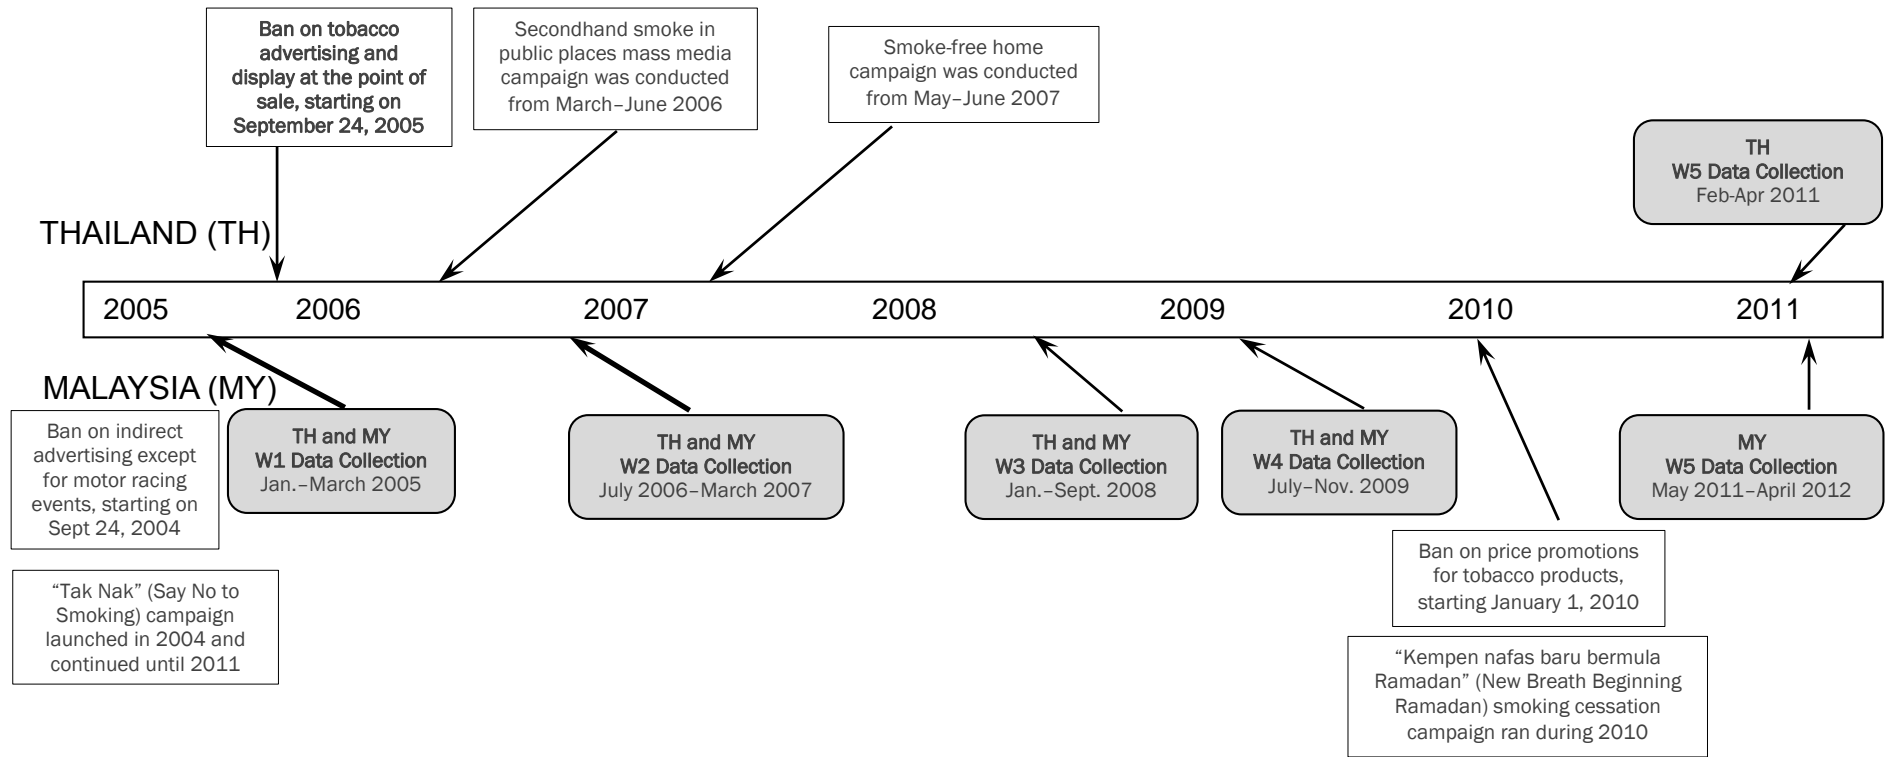 Ban on tobacco
advertising and
display at the point of
sale, starting on
September 24, 2005
Secondhand smoke in
public places mass media
campaign was conducted
from March–June 2006
Smoke-free home
campaign was conducted
from May–June 2007
TH
W5 Data Collection
Feb-Apr 2011
THAILAND (TH)
2005
2006
2007
2008
2009
2010
2011
MALAYSIA (MY)
Ban on indirect
advertising except
for motor racing
events, starting on
Sept 24, 2004
TH and MY
W1 Data Collection
Jan.–March 2005
TH and MY
W2 Data Collection
July 2006–March 2007
TH and MY
W3 Data Collection
Jan.–Sept. 2008
TH and MY
W4 Data Collection
July–Nov. 2009
MY
W5 Data Collection
May 2011–April 2012
“Tak Nak” (Say No to
Smoking) campaign
launched in 2004 and
continued until 2011
Ban on price promotions
for tobacco products,
starting January 1, 2010
“Kempen nafas baru bermula
Ramadan” (New Breath Beginning
Ramadan) smoking cessation
campaign ran during 2010